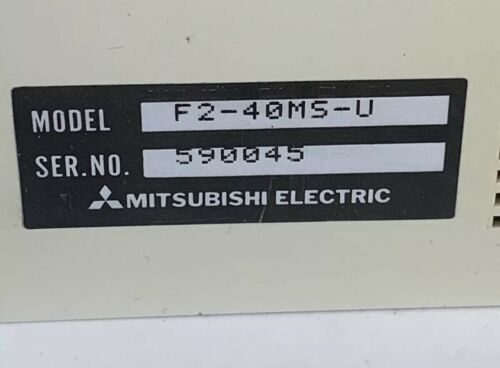 MODEL F2-40MS-U
SER.NO. 590045
MITSUBISHI ELECTRIC